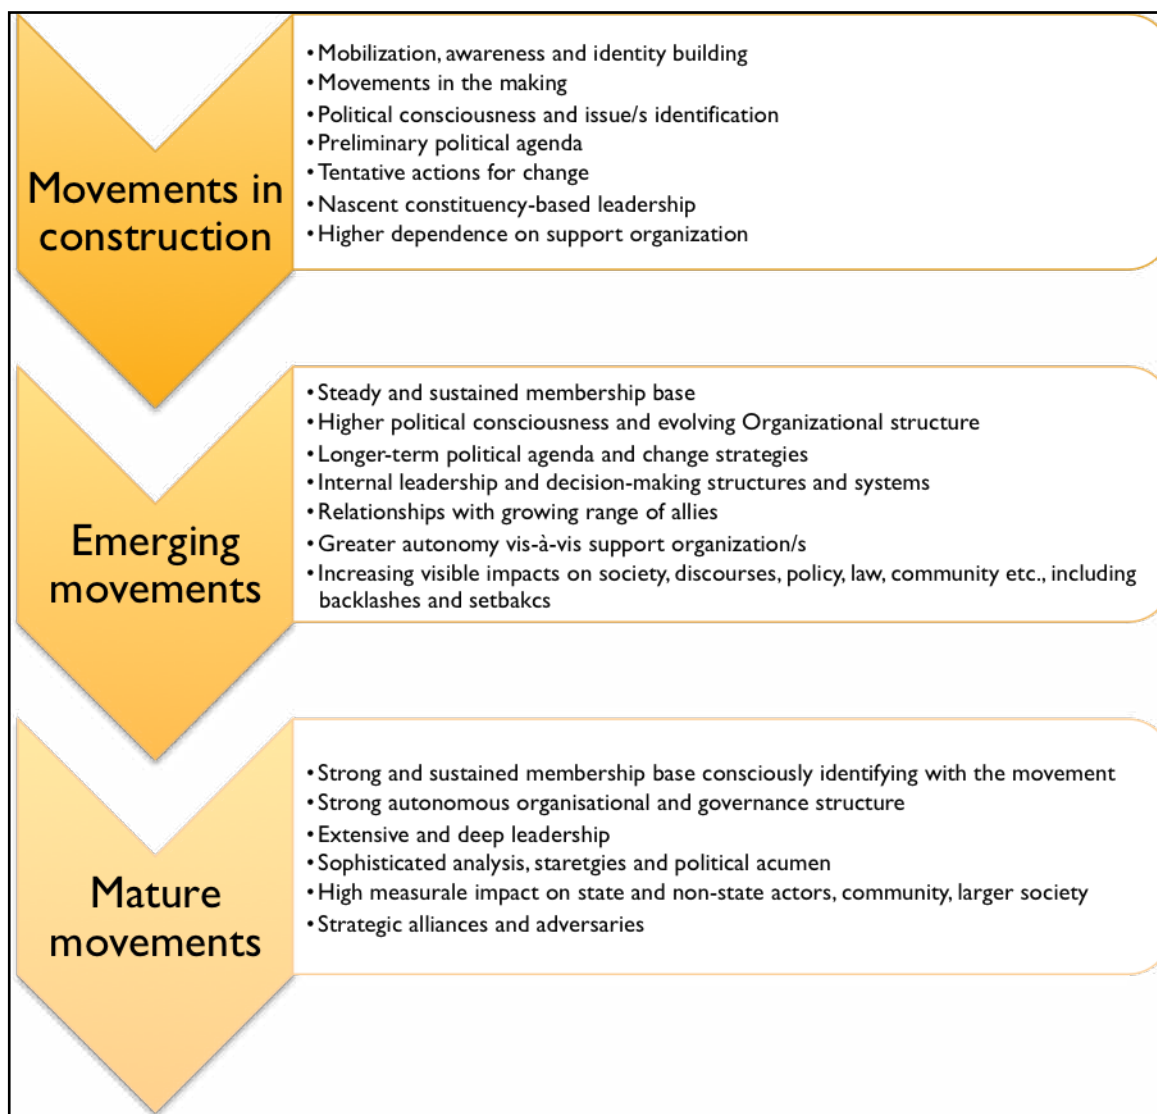 Movements in
construction
•Mobilization, awareness and identity building
•Movements in the making
•Political consciousness and issue/s identification
•Preliminary political agenda
•Tentative actions for change
•Nascent constituency-based leadership
•Higher dependence on support organization
Emerging
movements
•Steady and sustained membership base
•Higher political consciousness and evolving Organizational structure
•Longer-term political agenda and change strategies
•Internal leadership and decision-making structures and systems
•Relationships with growing range of allies
•Greater autonomy vis-à-vis support organization/s
•Increasing visible impacts on society, discourses, policy, law, community etc., including
backlashes and setbakcs
Mature
movements
•Strong and sustained membership base consciously identifying with the movement
•Strong autonomous organisational and governance structure
•Extensive and deep leadership
•Sophisticated analysis, staretgies and political acumen
•High measurale impact on state and non-state actors, community, larger society
•Strategic alliances and adversaries